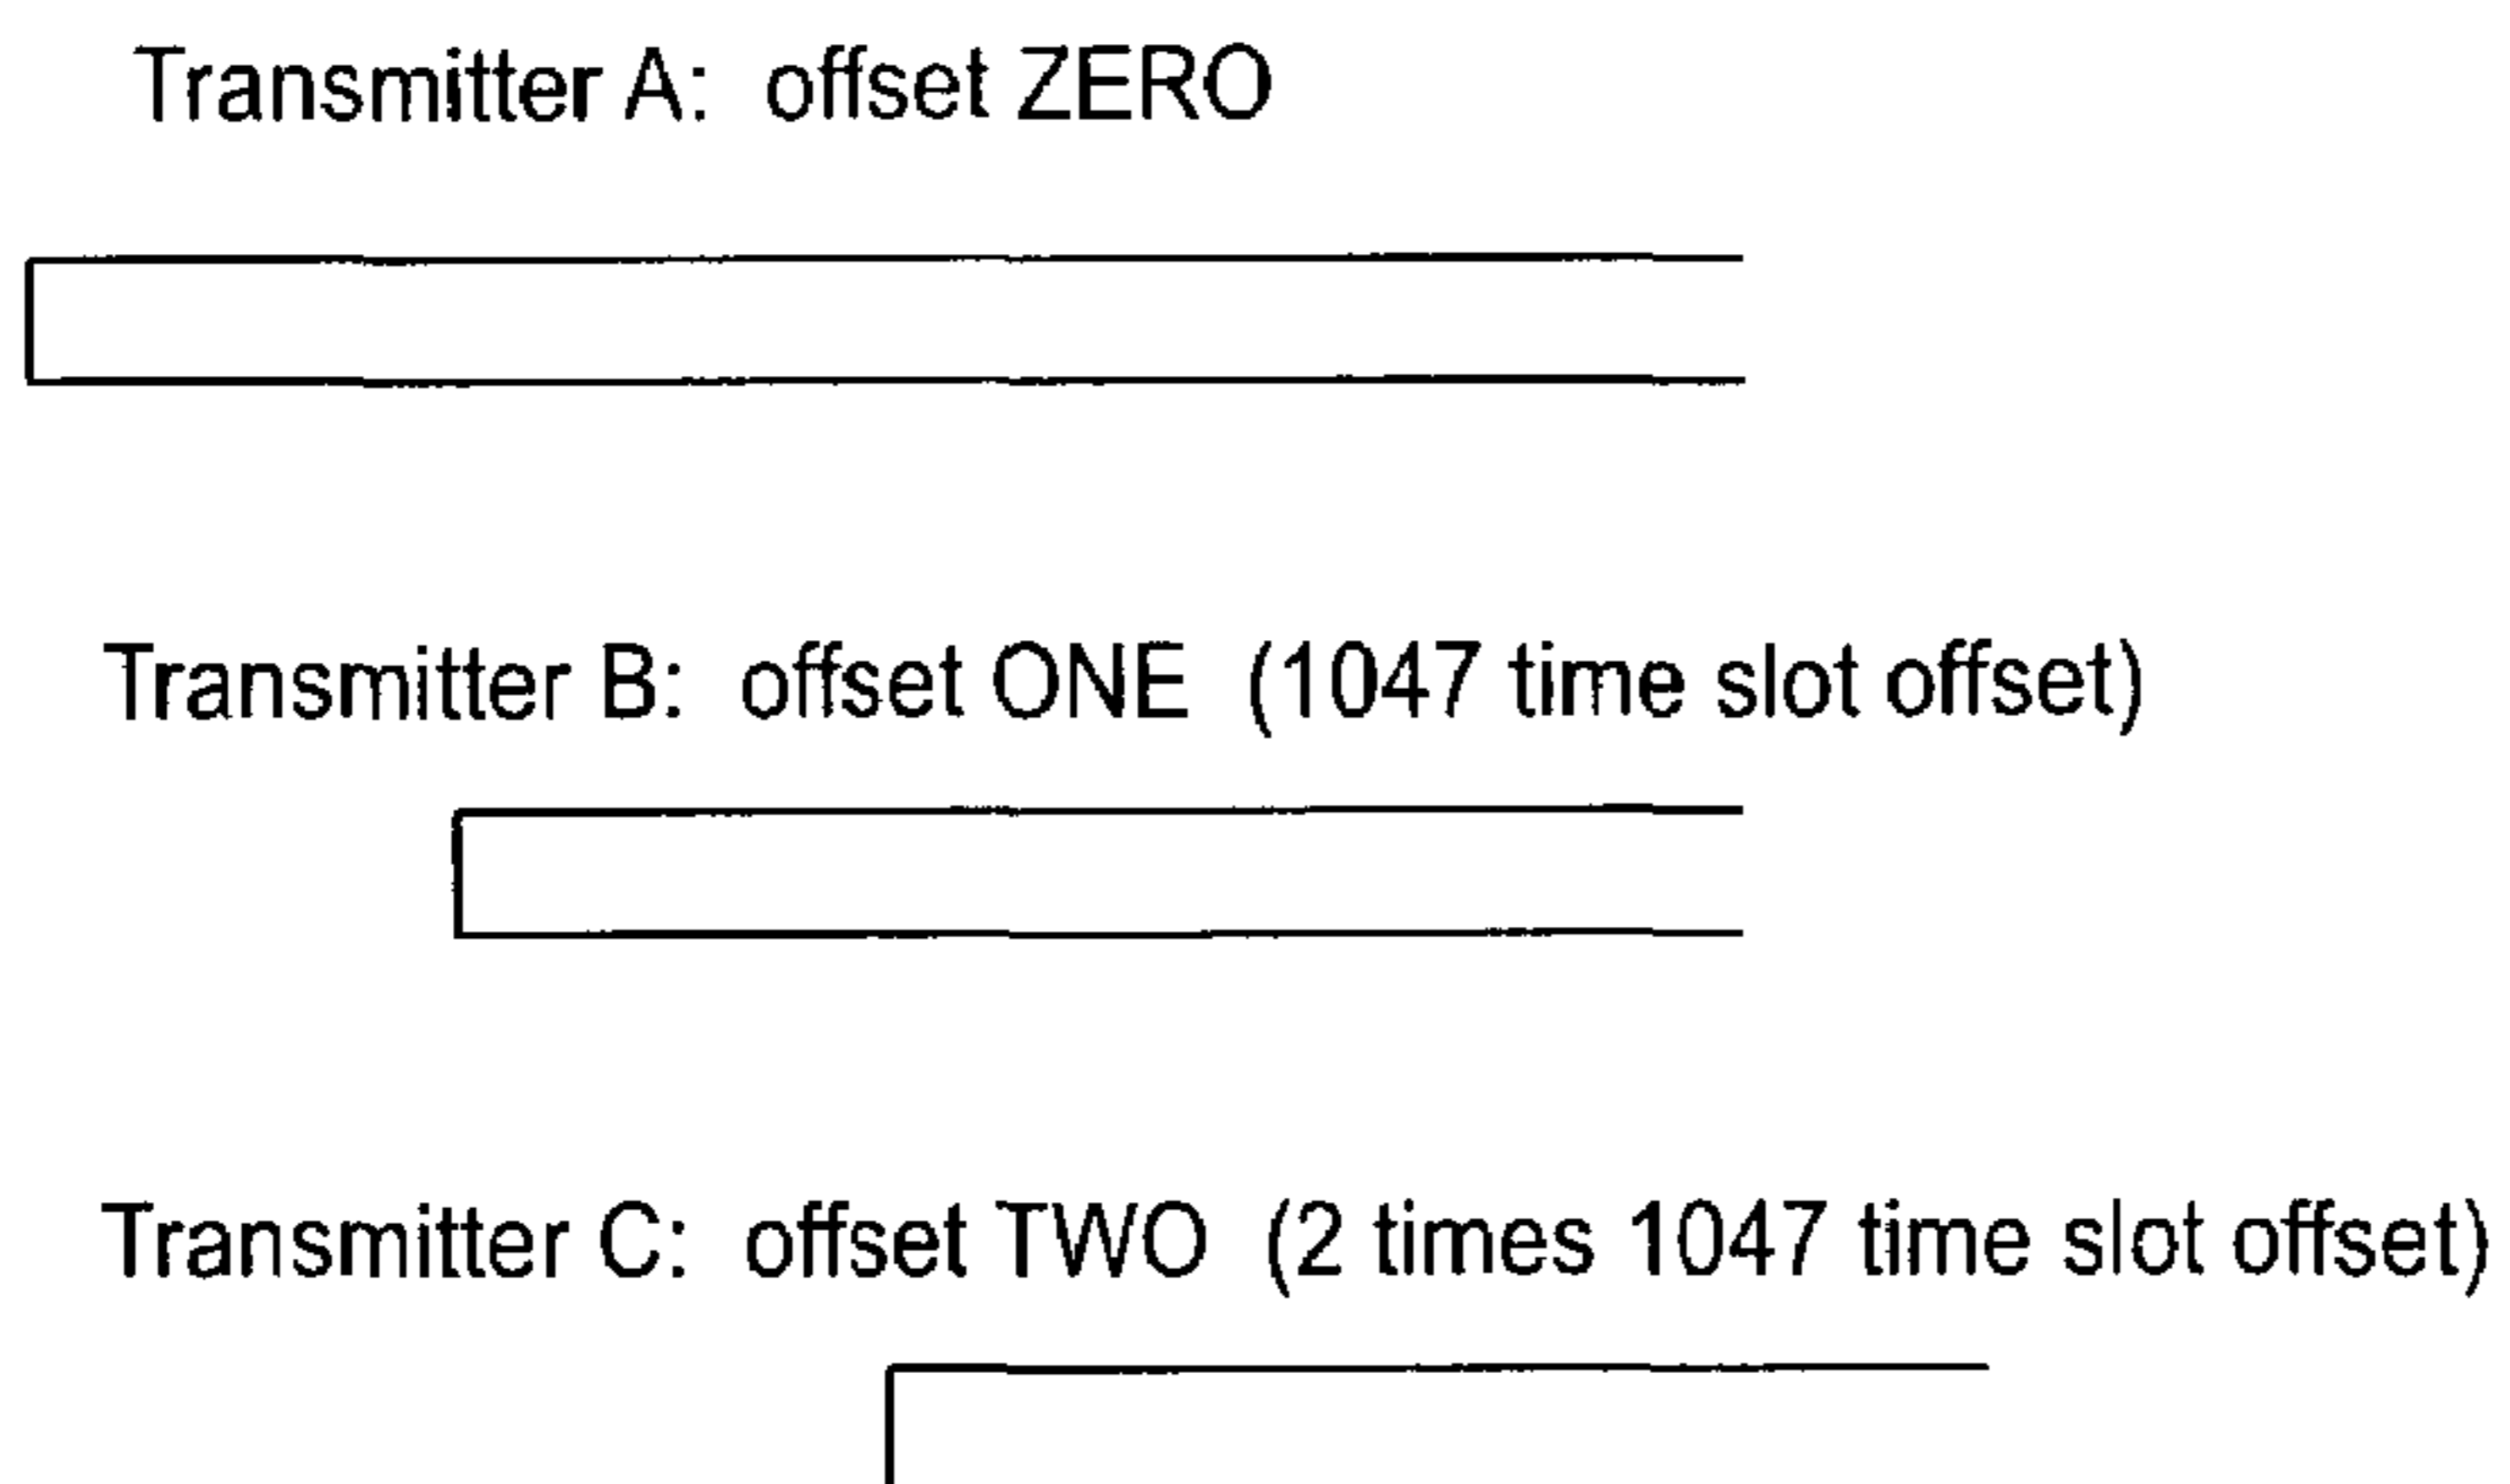 Transmitter A:  offset ZERO
Transmitter B:  offset ONE  (1047 time slot offset)
Transmitter C:  offset TWO  (2 times 1047 time slot offset)